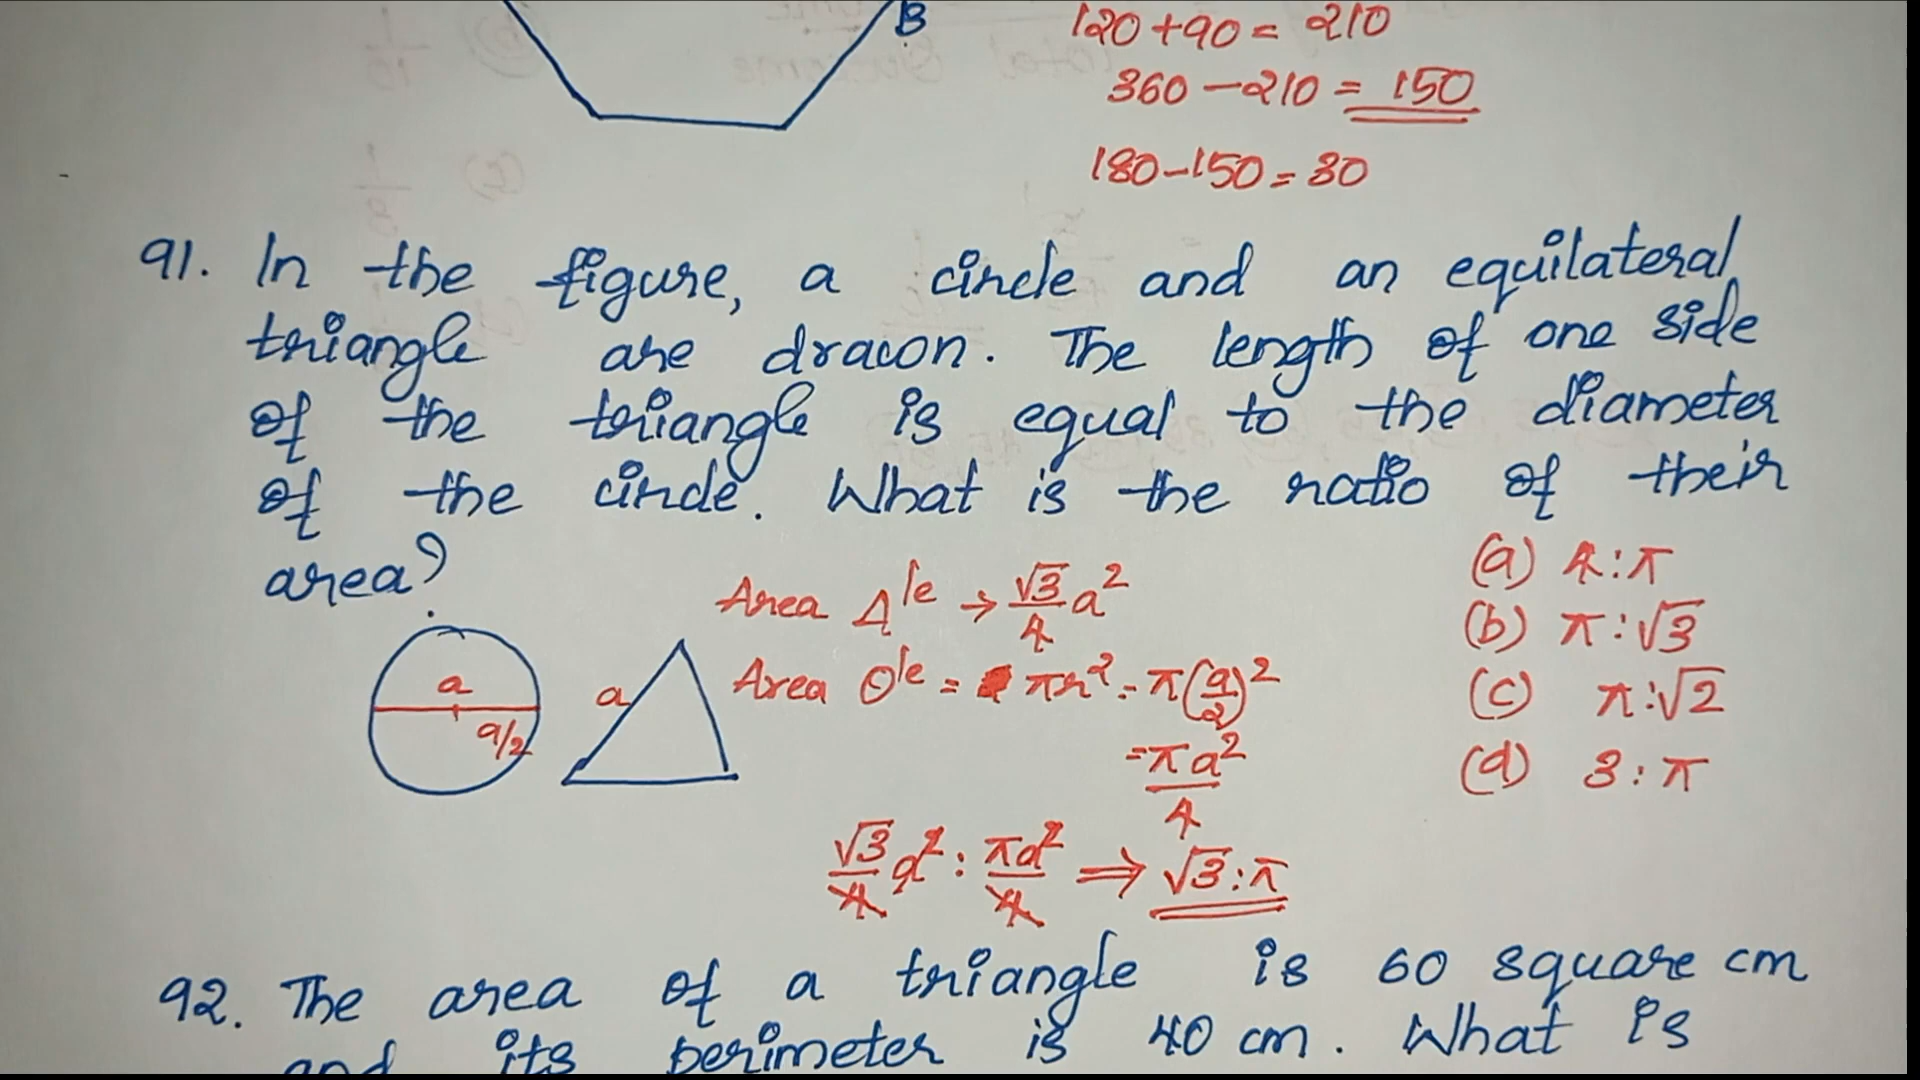 B
120+90= 210
360-210= 150
180-150=30
91. In the figure, a circle and an equilateral
triangle are drawn. The length of one side
of the triangle is equal to the diameter
of the circle. What is the ratio of their
area?
(a) 4:π
(b) π:√3
(c) π:√2
(d) 3:π
Area Δle → √3/4 a²
Area ⊙le = πr² = π(a/2)²
= πa²/4
a
a/2
a
√3/4 a² : πa²/4 ⇒ √3:π
92. The area of a triangle is 60 square cm
and its perimeter is 40 cm. What is